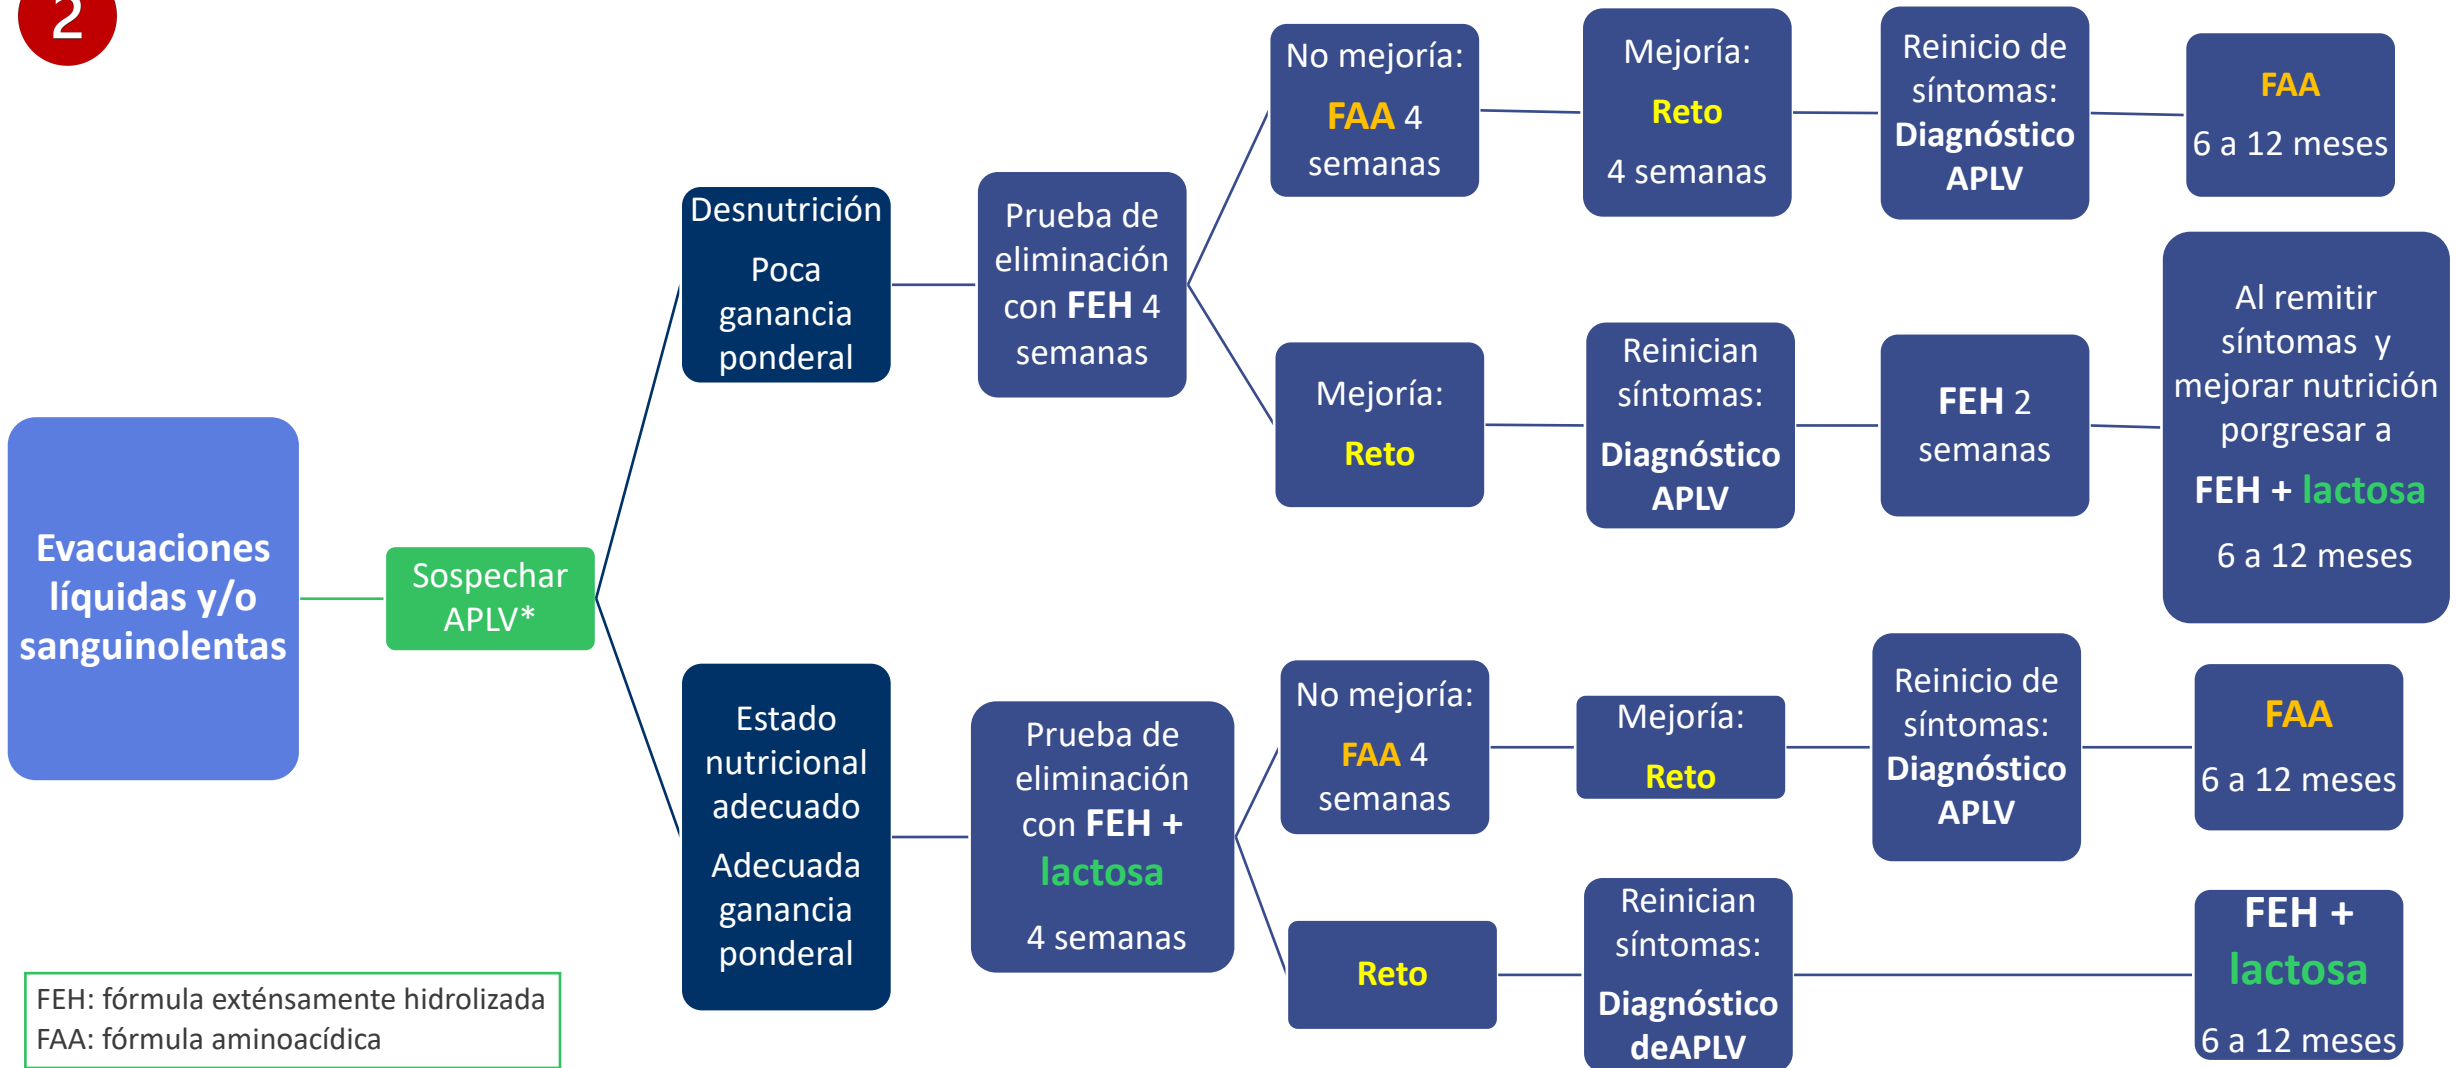 2
Evacuaciones
líquidas y/o
sanguinolentas
Sospechar
APLV*
Desnutrición
Poca
ganancia
ponderal
Prueba de
eliminación
con FEH 4
semanas
No mejoría:
FAA 4
semanas
Mejoría:
Reto
4 semanas
Reinicio de
síntomas:
Diagnóstico
APLV
FAA
6 a 12 meses
Mejoría:
Reto
Reinician
síntomas:
Diagnóstico
APLV
FEH 2
semanas
Al remitir
síntomas y
mejorar nutrición
porgresar a
FEH + lactosa
6 a 12 meses
Estado
nutricional
adecuado
Adecuada
ganancia
ponderal
Prueba de
eliminación
con FEH +
lactosa
4 semanas
No mejoría:
FAA 4
semanas
Mejoría:
Reto
Reinicio de
síntomas:
Diagnóstico
APLV
FAA
6 a 12 meses
Reto
Reinician
síntomas:
Diagnóstico
deAPLV
FEH +
lactosa
6 a 12 meses
FEH: fórmula exténsamente hidrolizada
FAA: fórmula aminoacídica